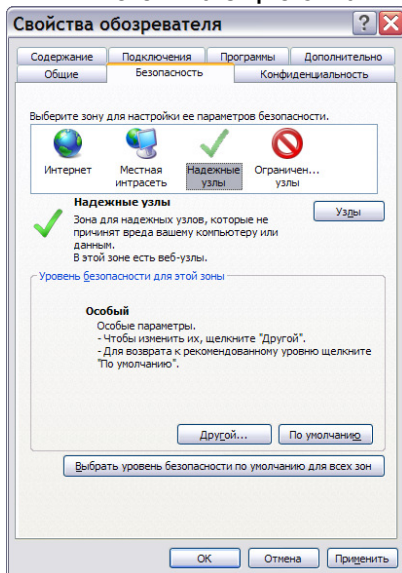 Свойства обозревателя
Содержание Подключения Программы Дополнительно
Общие Безопасность Конфиденциальность
Выберите зону для настройки ее параметров безопасности.
Интернет Местная интрасеть Надежные узлы Ограничен... узлы
Надежные узлы
Узлы
Зона для надежных узлов, которые не
причинят вреда вашему компьютеру или
данным.
В этой зоне есть веб-узлы.
Уровень безопасности для этой зоны
Особый
Особые параметры.
- Чтобы изменить их, щелкните "Другой".
- Для возврата к рекомендованному уровню щелкните
"По умолчанию".
Другой... По умолчанию
Выбрать уровень безопасности по умолчанию для всех зон
ОК Отмена Применить